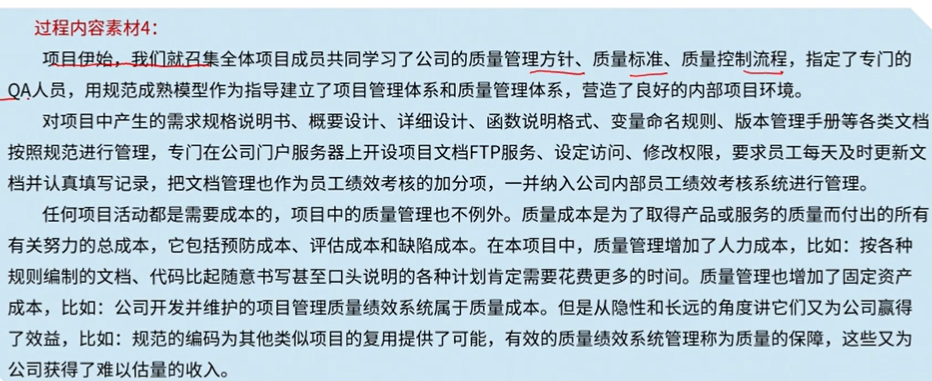 过程内容素材4：
项目伊始，我们就召集全体项目成员共同学习了公司的质量管理方针、质量标准、质量控制流程，指定了专门的
QA人员，用规范成熟模型作为指导建立了项目管理体系和质量管理体系，营造了良好的内部项目环境。
对项目中产生的需求规格说明书、概要设计、详细设计、函数说明格式、变量命名规则、版本管理手册等各类文档
按照规范进行管理，专门在公司门户服务器上开设项目文档FTP服务、设定访问、修改权限，要求员工每天及时更新文
档并认真填写记录，把文档管理也作为员工绩效考核的加分项，一并纳入公司内部员工绩效考核系统进行管理。
任何项目活动都是需要成本的，项目中的质量管理也不例外。质量成本是为了取得产品或服务的质量而付出的所有
有关努力的总成本，它包括预防成本、评估成本和缺陷成本。在本项目中，质量管理增加了人力成本，比如：按各种
规则编制的文档、代码比起随意书写甚至口头说明的各种计划肯定需要花费更多的时间。质量管理也增加了固定资产
成本，比如：公司开发并维护的项目管理质量绩效系统属于质量成本。但是从隐性和长远的角度讲它们又为公司赢得
了效益，比如：规范的编码为其他类似项目的复用提供了可能，有效的质量绩效系统管理称为质量的保障，这些又为
公司获得了难以估量的收入。